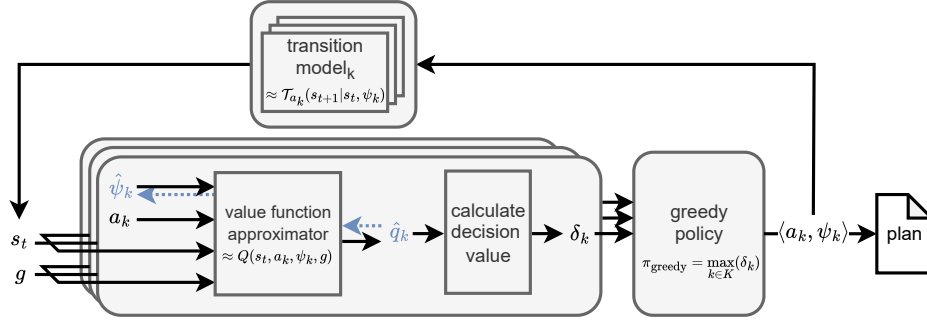 transition
model_k
≈ 𝒯_{a_k}(s_{t+1}|s_t, ψ_k)
ψ̂_k
a_k
s_t
g
value function
approximator
≈ Q(s_t, a_k, ψ_k, g)
q̂_k
calculate
decision
value
δ_k
greedy
policy
π_greedy = max_{k∈K}(δ_k)
⟨a_k, ψ_k⟩
plan